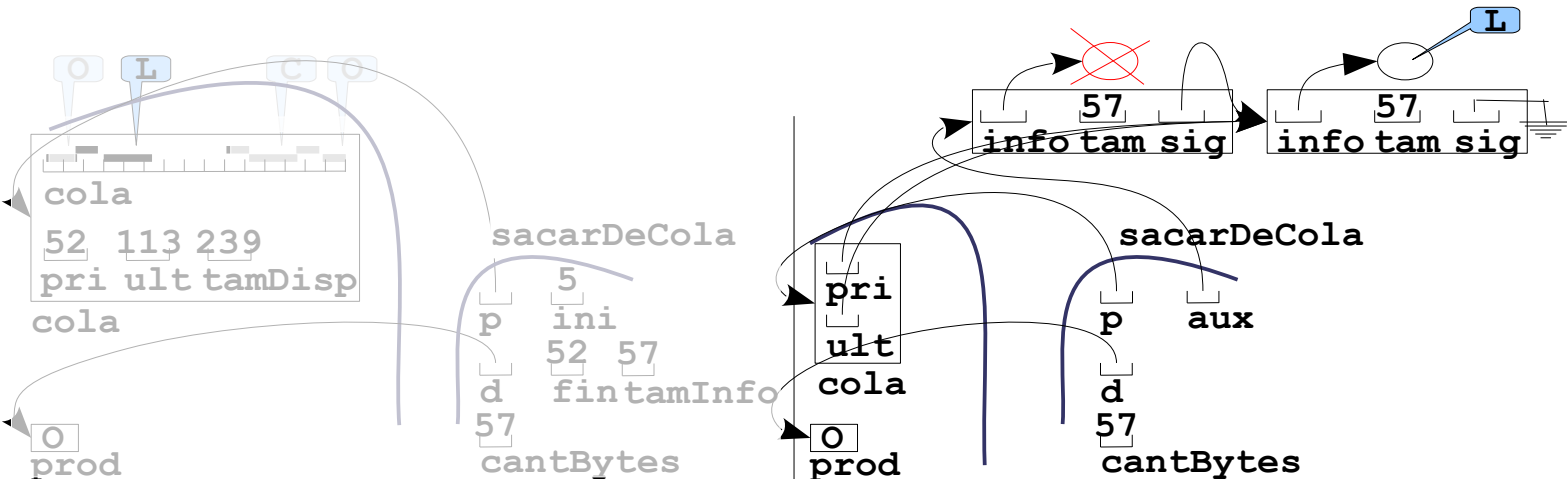 O L C O
cola
52 113 239
pri ult tamDisp
cola
sacarDeCola
5
p ini
52 57
d fin tamInfo
57
cantBytes
O
prod
L
57
info tam sig
57
info tam sig
sacarDeCola
pri
ult
cola
p aux
d
57
cantBytes
O
prod